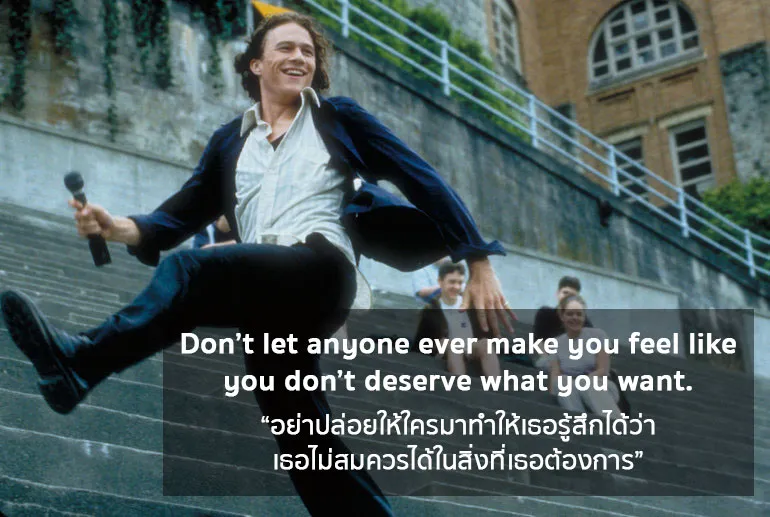 Don't let anyone ever make you feel like
you don't deserve what you want.
“อย่าปล่อยให้ใครมาทำให้เธอรู้สึกได้ว่า
เธอไม่สมควรได้ในสิ่งที่เธอต้องการ”